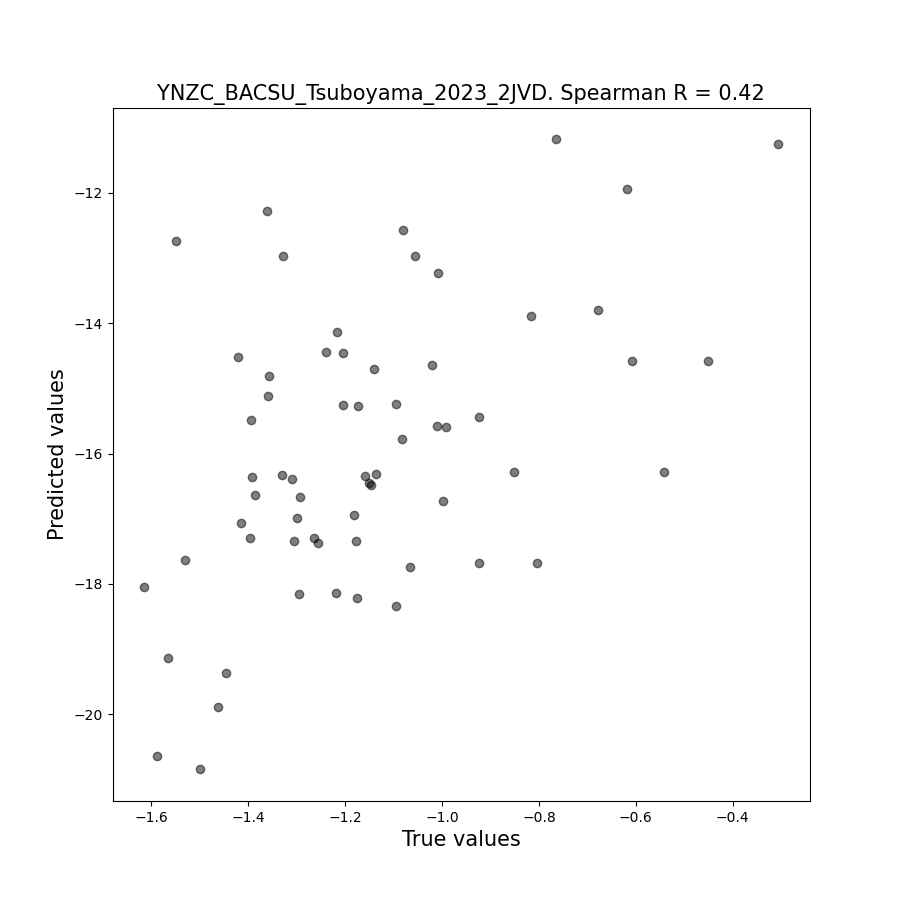 YNZC_BACSU_Tsuboyama_2023_2JVD. Spearman R = 0.42
Predicted values
−12
−14
−16
−18
−20
−1.6 −1.4 −1.2 −1.0 −0.8 −0.6 −0.4
True values